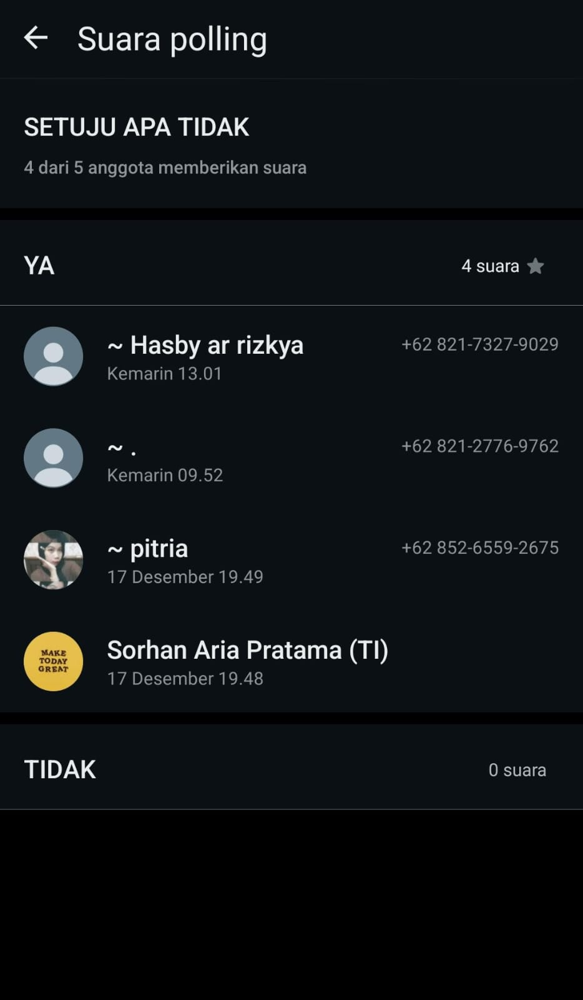 Suara polling
SETUJU APA TIDAK
4 dari 5 anggota memberikan suara
YA
4 suara
~ Hasby ar rizkya
+62 821-7327-9029
Kemarin 13.01
~ .
+62 821-2776-9762
Kemarin 09.52
~ pitria
+62 852-6559-2675
17 Desember 19.49
MAKE
TODAY
GREAT
Sorhan Aria Pratama (TI)
17 Desember 19.48
TIDAK
0 suara